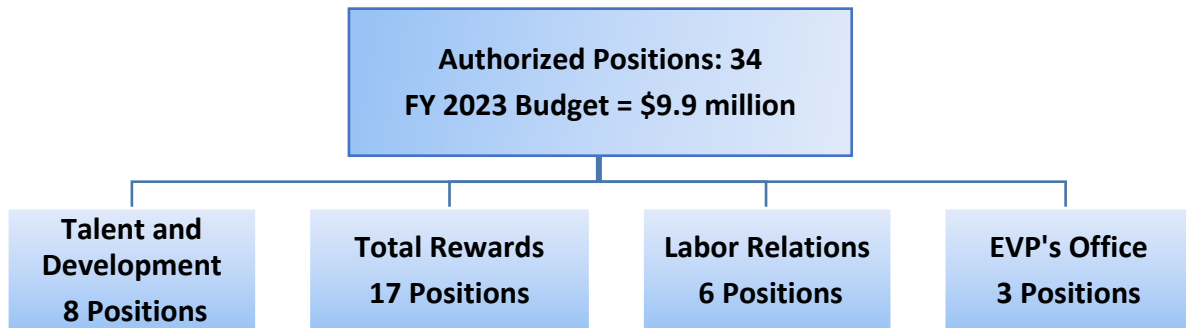 Authorized Positions: 34
FY 2023 Budget = $9.9 million
Talent and
Development
8 Positions
Total Rewards
17 Positions
Labor Relations
6 Positions
EVP's Office
3 Positions